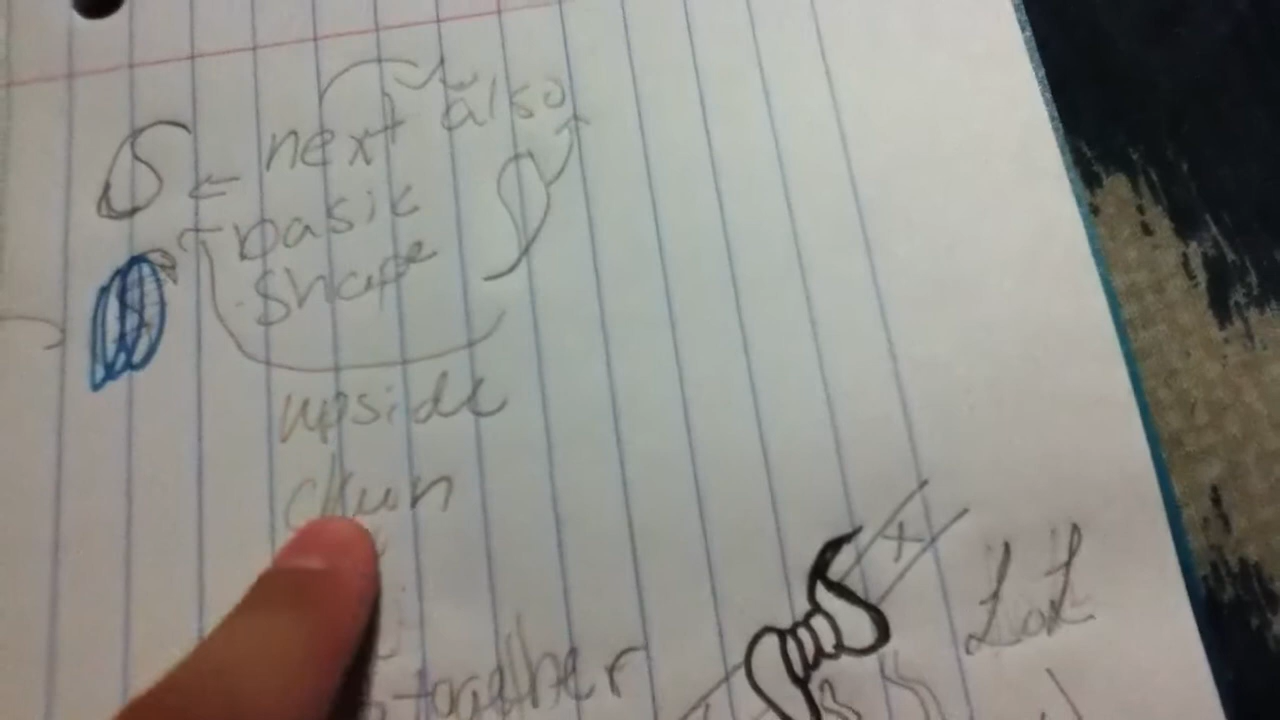 next also
basic
shape
upside
down
together